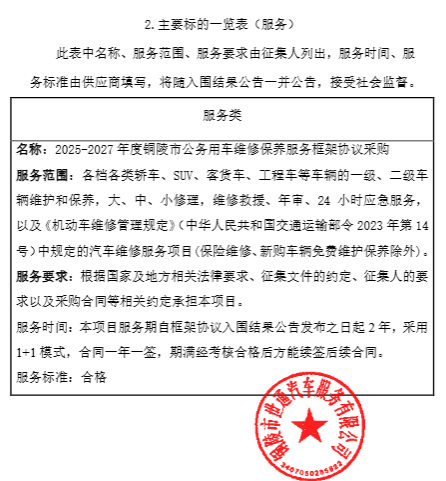 2.主要标的一览表（服务）
此表中名称、服务范围、服务要求由征集人列出，服务时间、服
务标准由供应商填写，将随入围结果公告一并公告，接受社会监督。
服务类
名称：2025-2027 年度铜陵市公务用车维修保养服务框架协议采购
服务范围：各档各类轿车、SUV、客货车、工程车等车辆的一级、二级车
辆维护和保养，大、中、小修理，维修救援、年审、24 小时应急服务，
以及《机动车维修管理规定》（中华人民共和国交通运输部令 2023 年第 14
号）中规定的汽车维修服务项目(保险维修、新购车辆免费维护保养除外)。
服务要求：根据国家及地方相关法律要求、征集文件的约定、征集人的要
求以及采购合同等相关约定承担本项目。
服务时间：本项目服务期自框架协议入围结果公告发布之日起 2 年，采用
1+1 模式，合同一年一签，期满经考核合格后方能续签后续合同。
服务标准：合格
铜陵市世通汽车服务有限公司